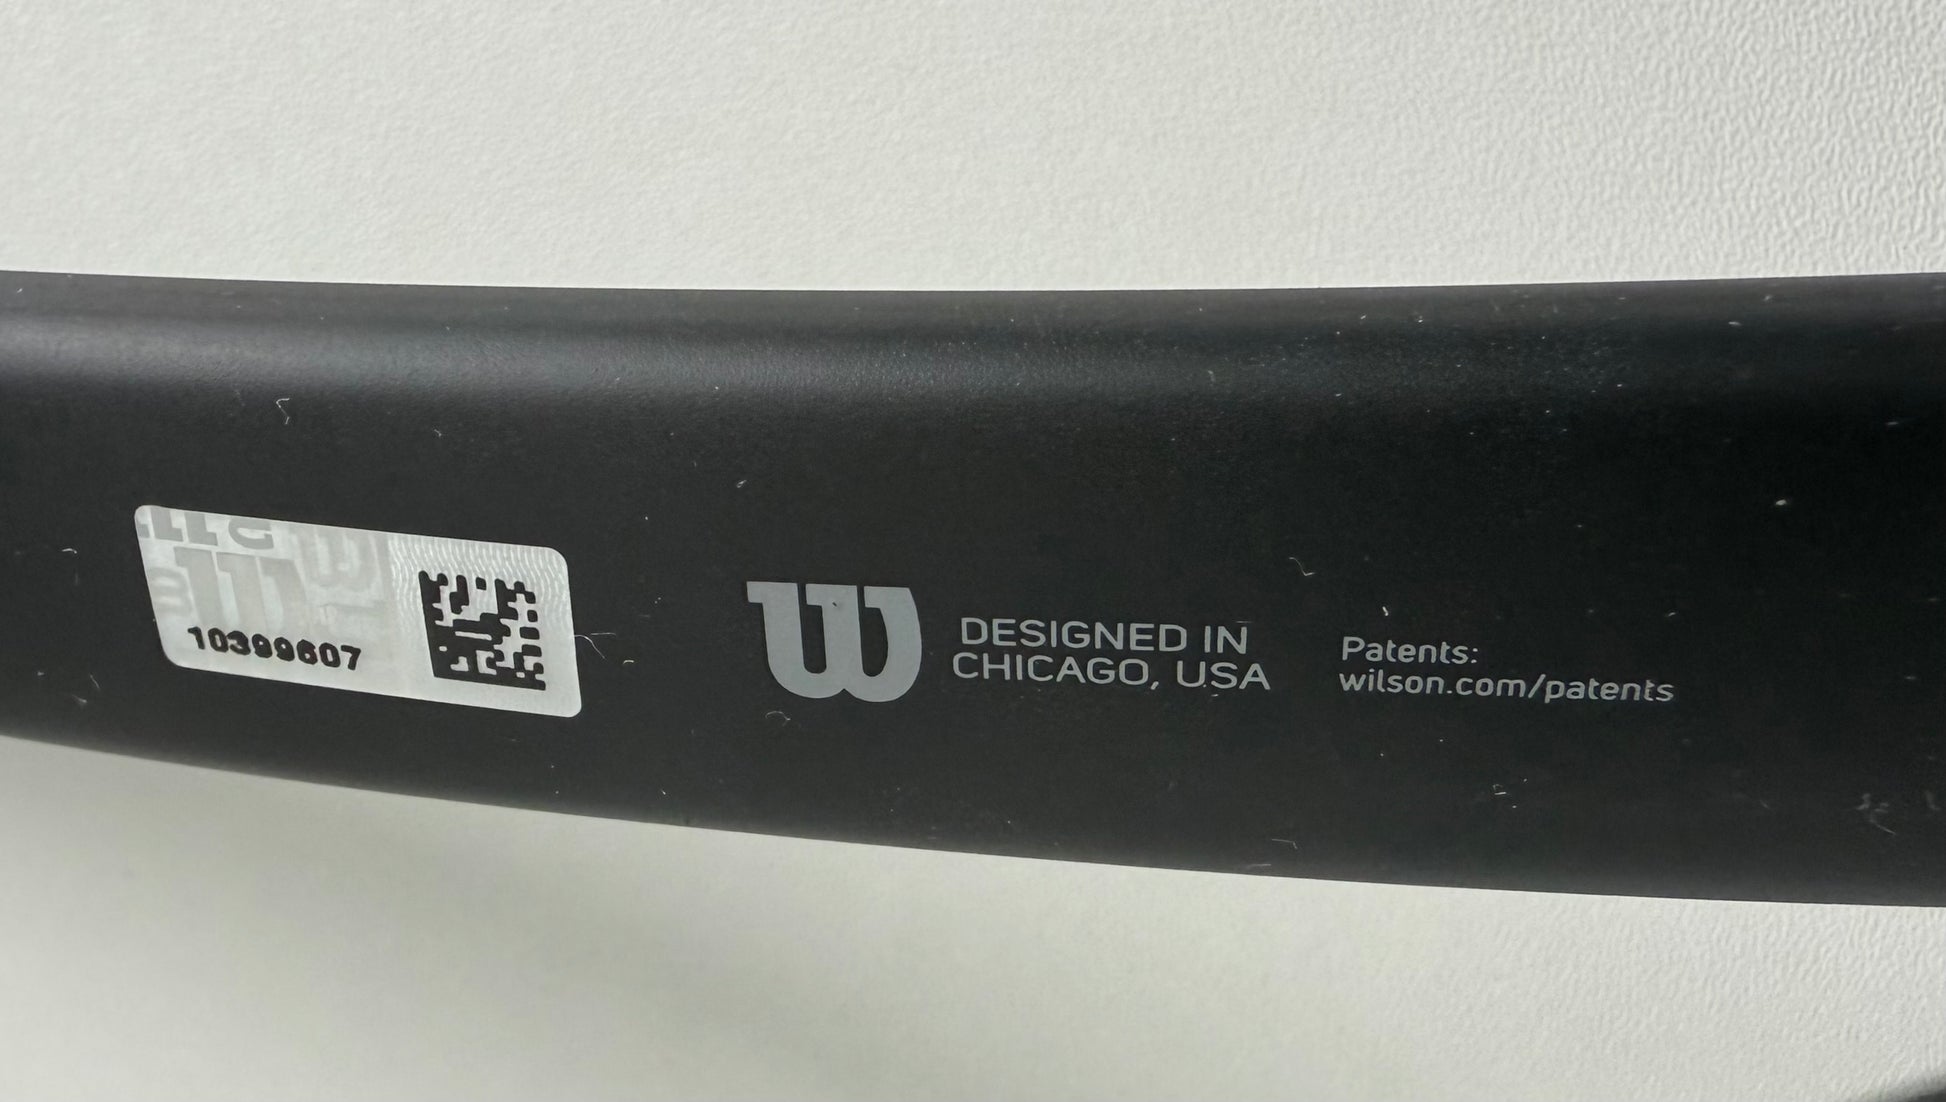 10399607
W
DESIGNED IN
CHICAGO, USA
Patents:
wilson.com/patents